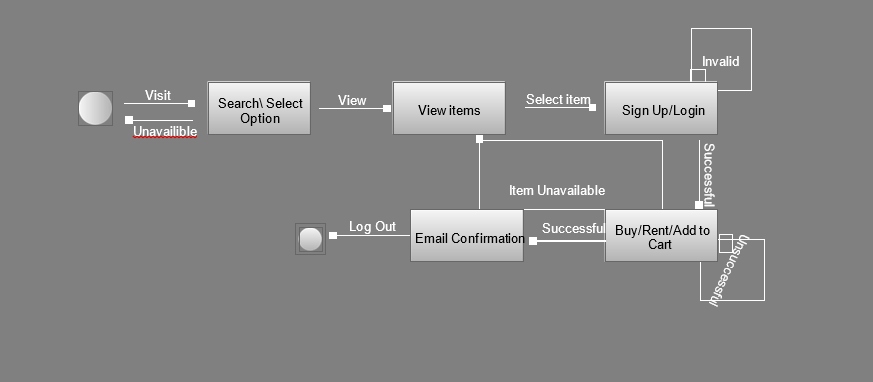 Invalid
Visit
Search\ Select
Option
View
View items
Select item
Sign Up/Login
Unavailible
Successful
Item Unavailable
Log Out
Email Confirmation
Successful
Buy/Rent/Add to
Cart
Unsuccessful